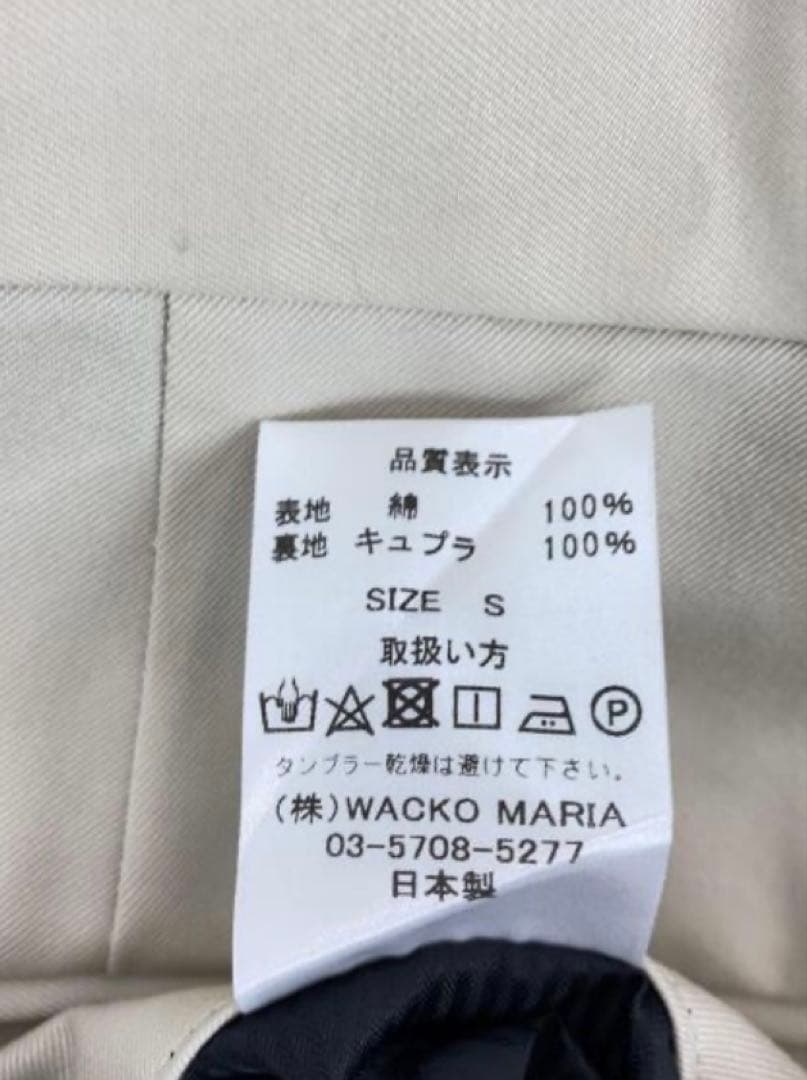 品質表示
表地 綿 100%
裏地 キュプラ 100%
SIZE S
取扱い方
P
タンブラー乾燥は避けて下さい。
(株)WACKO MARIA
03-5708-5277
日本製